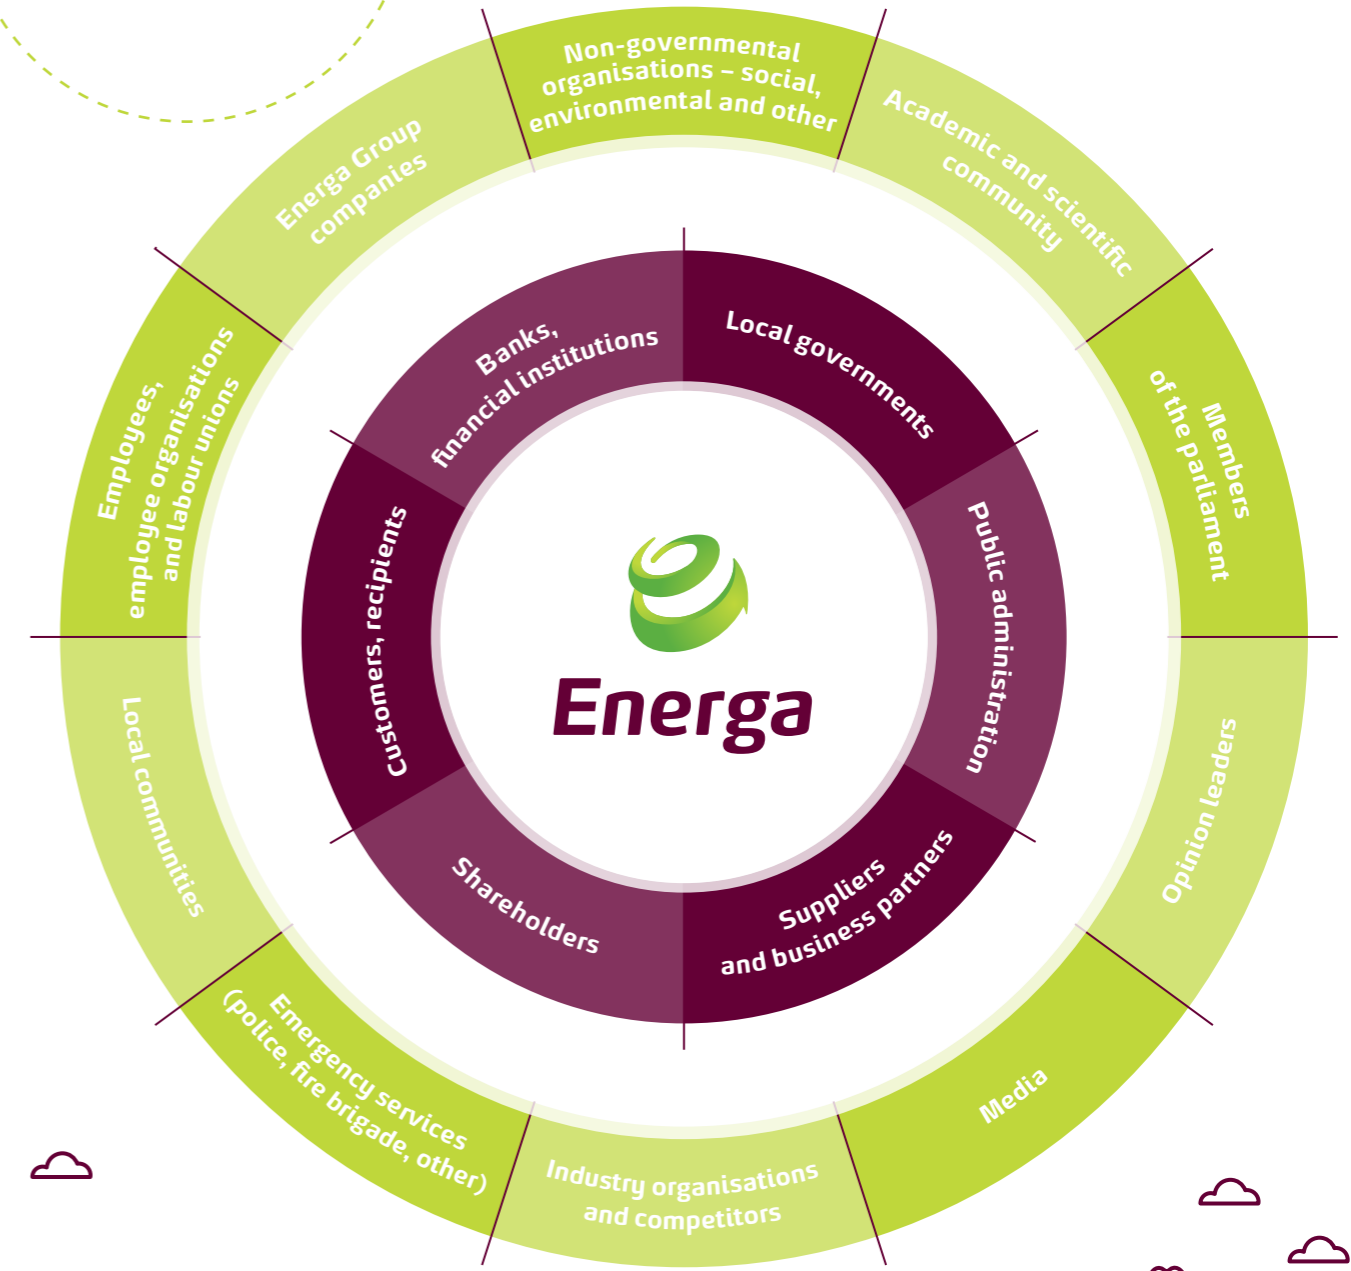 Non-governmental
organisations – social,
environmental and other
Academic and scientific
community
Members
of the parliament
Opinion leaders
Media
Industry organisations
and competitors
Emergency services
(police, fire brigade, other)
Local communities
Employees,
employee organisations
and labour unions
Energa Group
companies
Local governments
Public administration
Suppliers
and business partners
Shareholders
Customers, recipients
Banks,
financial institutions
Energa